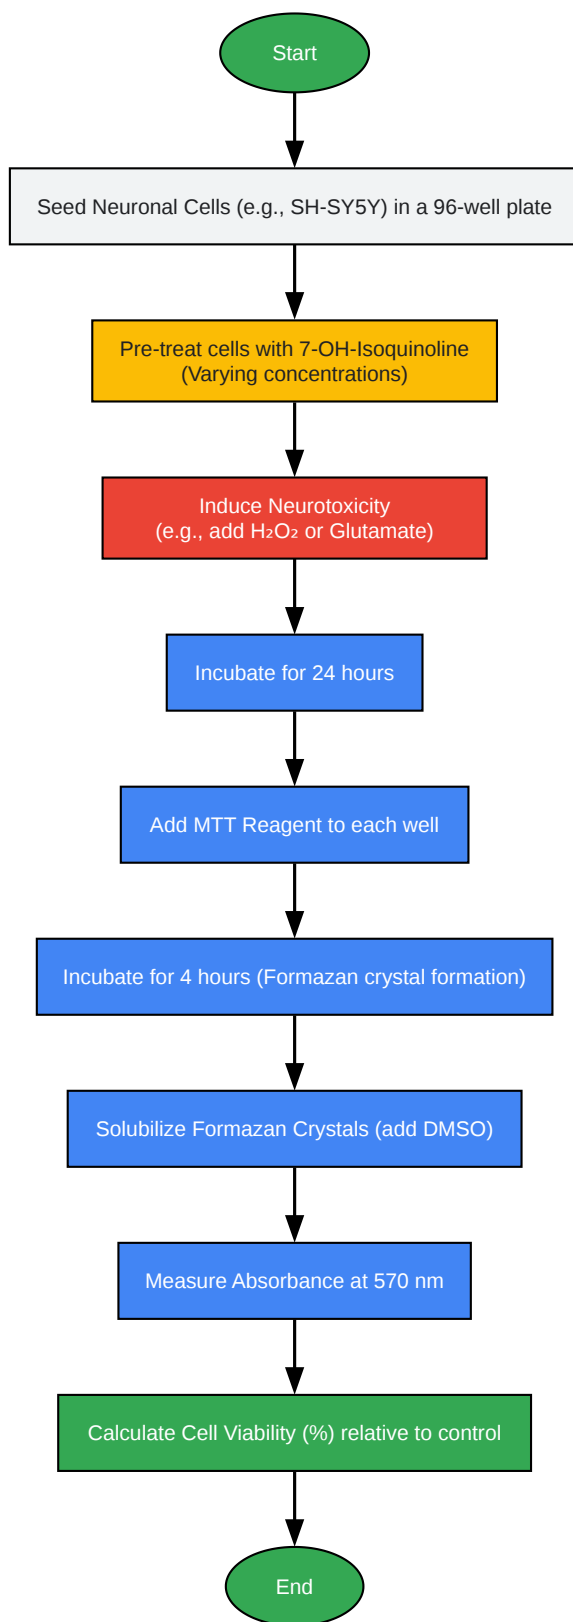 Start
Seed Neuronal Cells (e.g., SH-SY5Y) in a 96-well plate
Pre-treat cells with 7-OH-Isoquinoline
(Varying concentrations)
Induce Neurotoxicity
(e.g., add H₂O₂ or Glutamate)
Incubate for 24 hours
Add MTT Reagent to each well
Incubate for 4 hours (Formazan crystal formation)
Solubilize Formazan Crystals (add DMSO)
Measure Absorbance at 570 nm
Calculate Cell Viability (%) relative to control
End